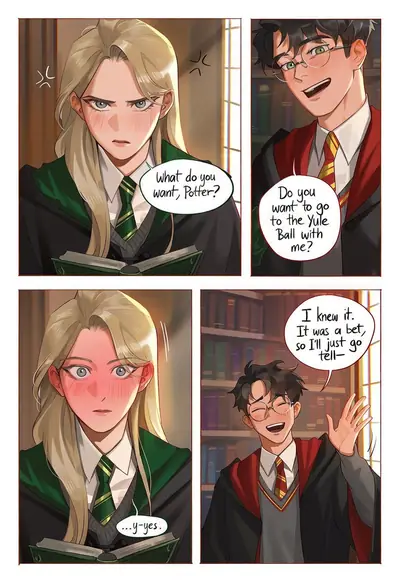 What do you
want, Potter?
Do you
want to go
to the Yule
Ball with
me?
...y-yes.
I knew it.
It was a bet,
so I'll just go
tell—